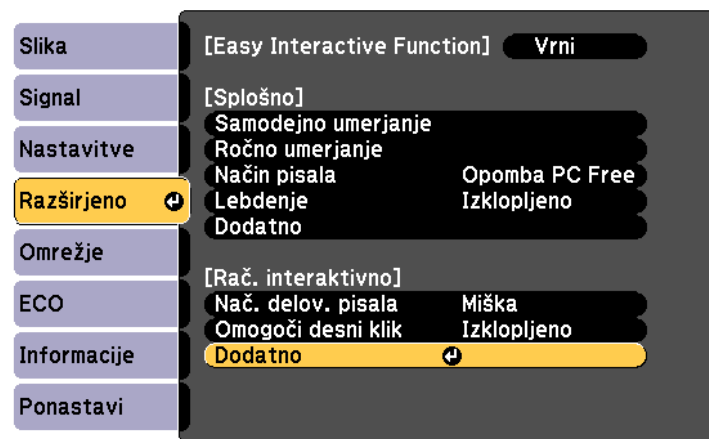 Slika
Signal
Nastavitve
Razširjeno
Omrežje
ECO
Informacije
Ponastavi
[Easy Interactive Function] Vrni
[Splošno]
Samodejno umerjanje
Ročno umerjanje
Način pisala Opomba PC Free
Lebdenje Izklopljeno
Dodatno
[Rač. interaktivno]
Nač. delov. pisala Miška
Omogoči desni klik Izklopljeno
Dodatno